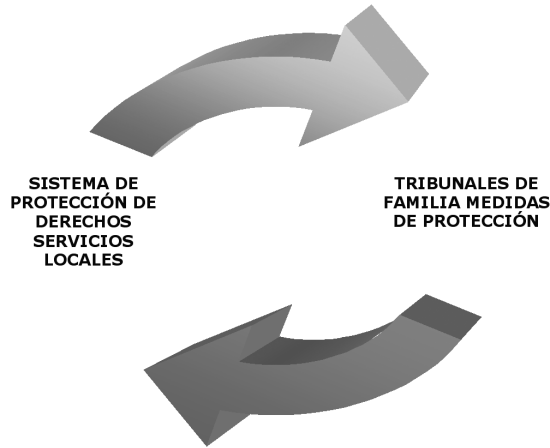 SISTEMA DE
PROTECCIÓN DE
DERECHOS
SERVICIOS
LOCALES
TRIBUNALES DE
FAMILIA MEDIDAS
DE PROTECCIÓN